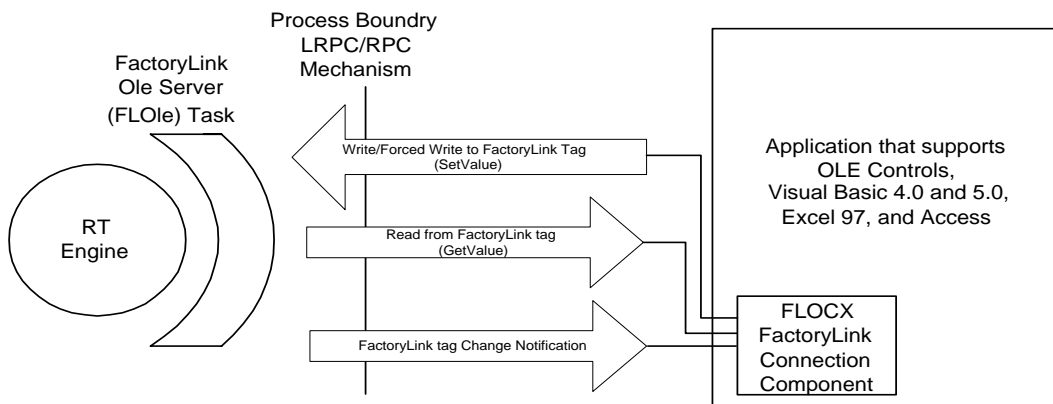 Process Boundry
LRPC/RPC
Mechanism
FactoryLink
Ole Server
(FLOle) Task
RT
Engine
Write/Forced Write to FactoryLink Tag
(SetValue)
Read from FactoryLink tag
(GetValue)
FactoryLink tag Change Notification
Application that supports
OLE Controls,
Visual Basic 4.0 and 5.0,
Excel 97, and Access
FLOCX
FactoryLink
Connection
Component